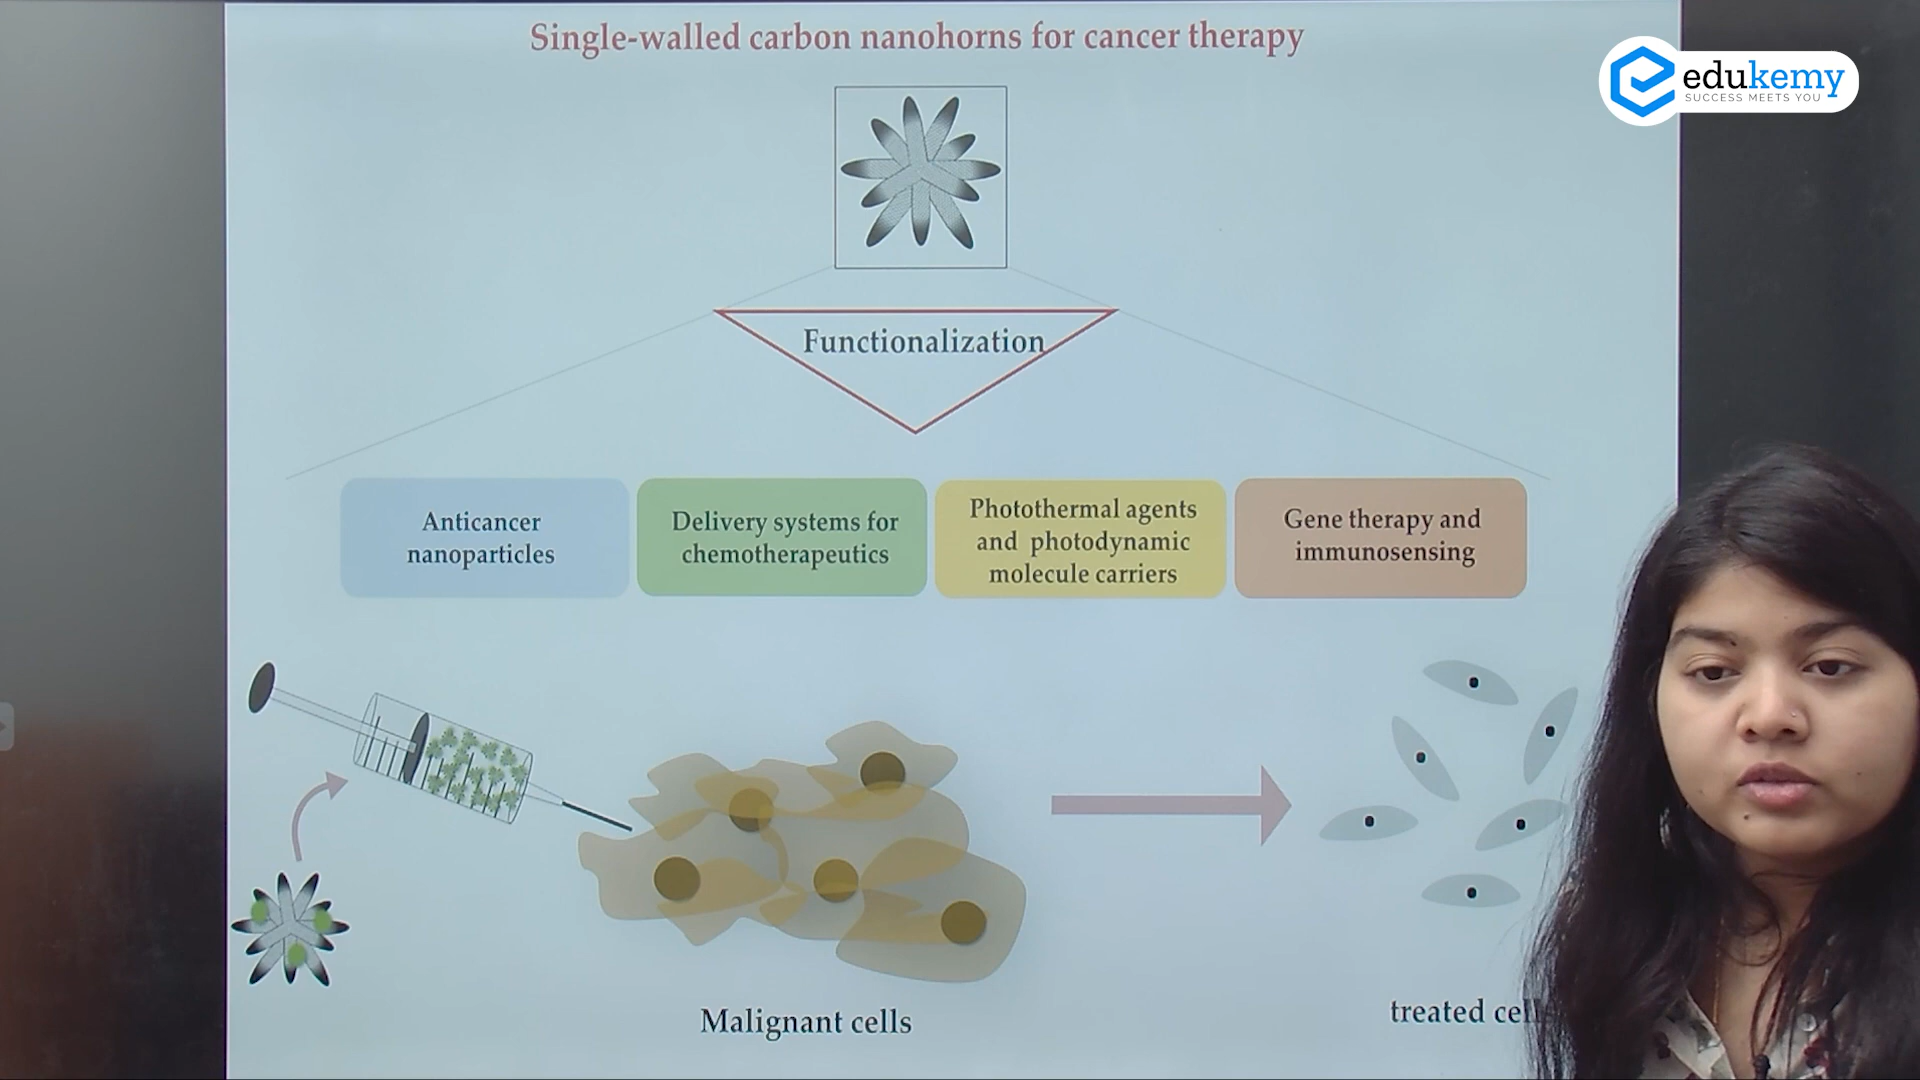 Single-walled carbon nanohorns for cancer therapy
edukemy
SUCCESS MEETS YOU
Functionalization
Anticancer
nanoparticles
Delivery systems for
chemotherapeutics
Photothermal agents
and photodynamic
molecule carriers
Gene therapy and
immunosensing
Malignant cells
treated cell